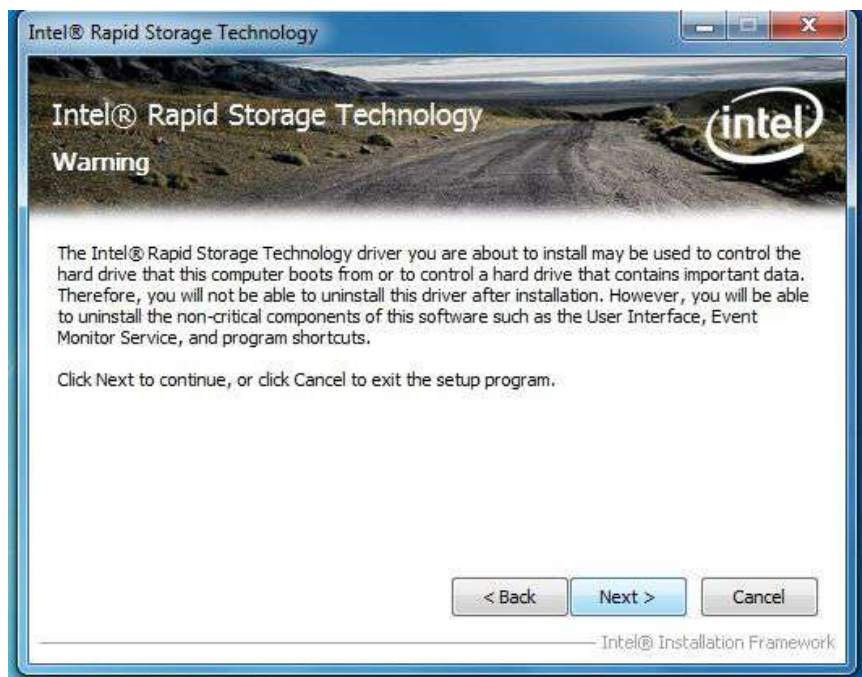 Intel® Rapid Storage Technology
Intel® Rapid Storage Technology
Warning
intel
The Intel® Rapid Storage Technology driver you are about to install may be used to control the
hard drive that this computer boots from or to control a hard drive that contains important data.
Therefore, you will not be able to uninstall this driver after installation. However, you will be able
to uninstall the non-critical components of this software such as the User Interface, Event
Monitor Service, and program shortcuts.
Click Next to continue, or click Cancel to exit the setup program.
< Back Next > Cancel
Intel® Installation Framework